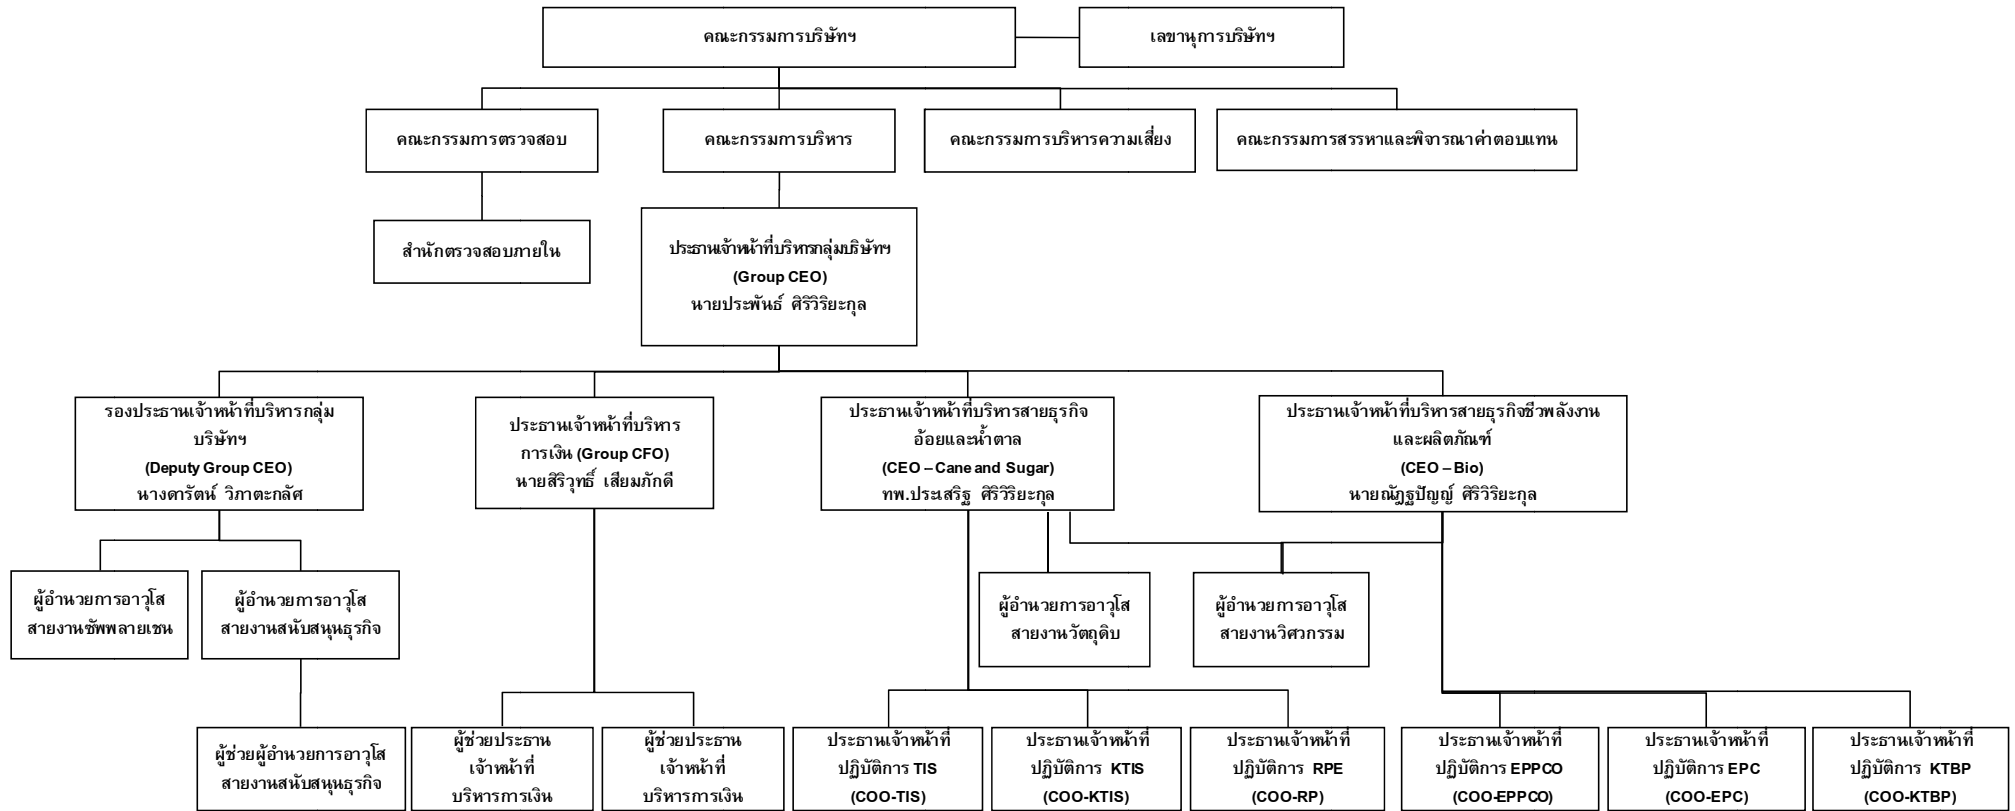 คณะกรรมการบริษัทฯ
เลขานุการบริษัทฯ
คณะกรรมการตรวจสอบ
คณะกรรมการบริหาร
คณะกรรมการบริหารความเสี่ยง
คณะกรรมการสรรหาและพิจารณาค่าตอบแทน
สำนักตรวจสอบภายใน
ประธานเจ้าหน้าที่บริหารกลุ่มบริษัทฯ
(Group CEO)
นายประพันธ์ ศิริวิริยะกุล
รองประธานเจ้าหน้าที่บริหารกลุ่ม
บริษัทฯ
(Deputy Group CEO)
นางดารัตน์ วิภาตะกลัศ
ประธานเจ้าหน้าที่บริหาร
การเงิน (Group CFO)
นายสิริวุทธิ์ เสียมภักดี
ประธานเจ้าหน้าที่บริหารสายธุรกิจ
อ้อยและน้ำตาล
(CEO – Cane and Sugar)
ทพ.ประเสริฐ ศิริวิริยะกุล
ประธานเจ้าหน้าที่บริหารสายธุรกิจชีวพลังงาน
และผลิตภัณฑ์
(CEO – Bio)
นายณัฎฐปัญญ์ ศิริวิริยะกุล
ผู้อำนวยการอาวุโส
สายงานซัพพลายเชน
ผู้อำนวยการอาวุโส
สายงานสนับสนุนธุรกิจ
ผู้อำนวยการอาวุโส
สายงานวัตถุดิบ
ผู้อำนวยการอาวุโส
สายงานวิศวกรรม
ผู้ช่วยผู้อำนวยการอาวุโส
สายงานสนับสนุนธุรกิจ
ผู้ช่วยประธาน
เจ้าหน้าที่
บริหารการเงิน
ผู้ช่วยประธาน
เจ้าหน้าที่
บริหารการเงิน
ประธานเจ้าหน้าที่
ปฏิบัติการ TIS
(COO-TIS)
ประธานเจ้าหน้าที่
ปฏิบัติการ KTIS
(COO-KTIS)
ประธานเจ้าหน้าที่
ปฏิบัติการ RPE
(COO-RP)
ประธานเจ้าหน้าที่
ปฏิบัติการ EPPCO
(COO-EPPCO)
ประธานเจ้าหน้าที่
ปฏิบัติการ EPC
(COO-EPC)
ประธานเจ้าหน้าที่
ปฏิบัติการ KTBP
(COO-KTBP)